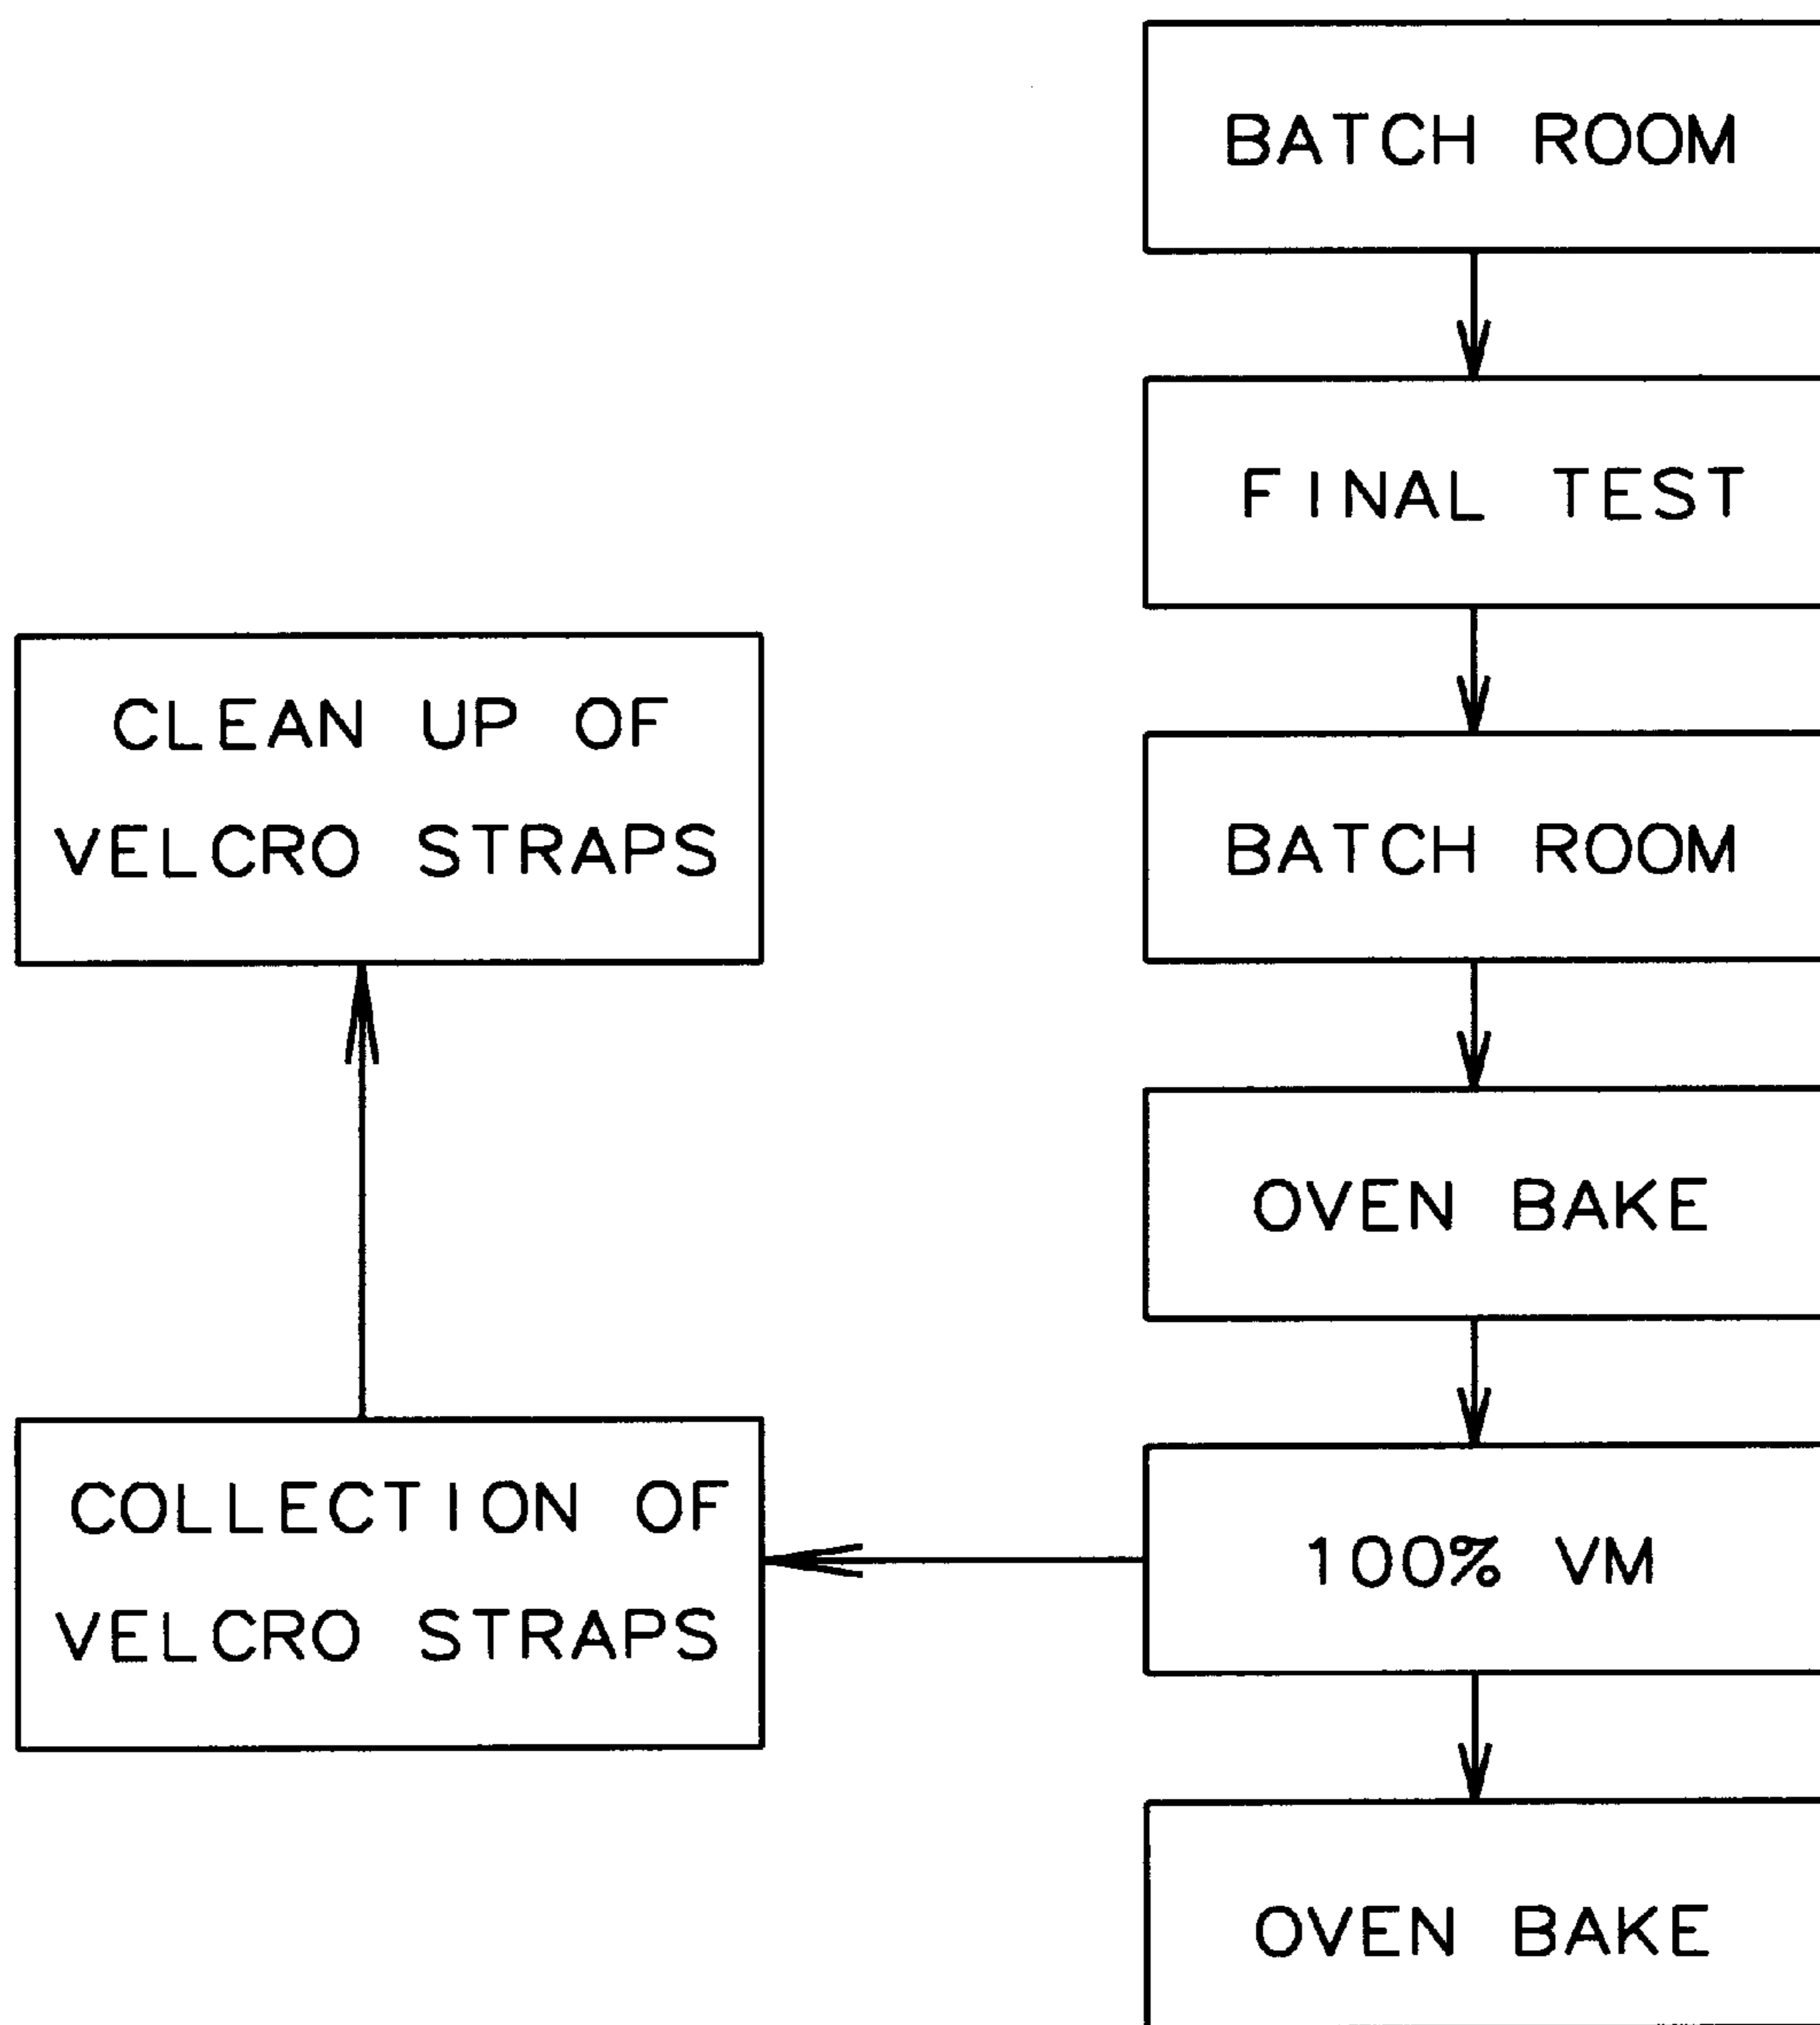 BATCH ROOM
FINAL TEST
CLEAN UP OF
VELCRO STRAPS
BATCH ROOM
OVEN BAKE
COLLECTION OF
VELCRO STRAPS
100% VM
OVEN BAKE